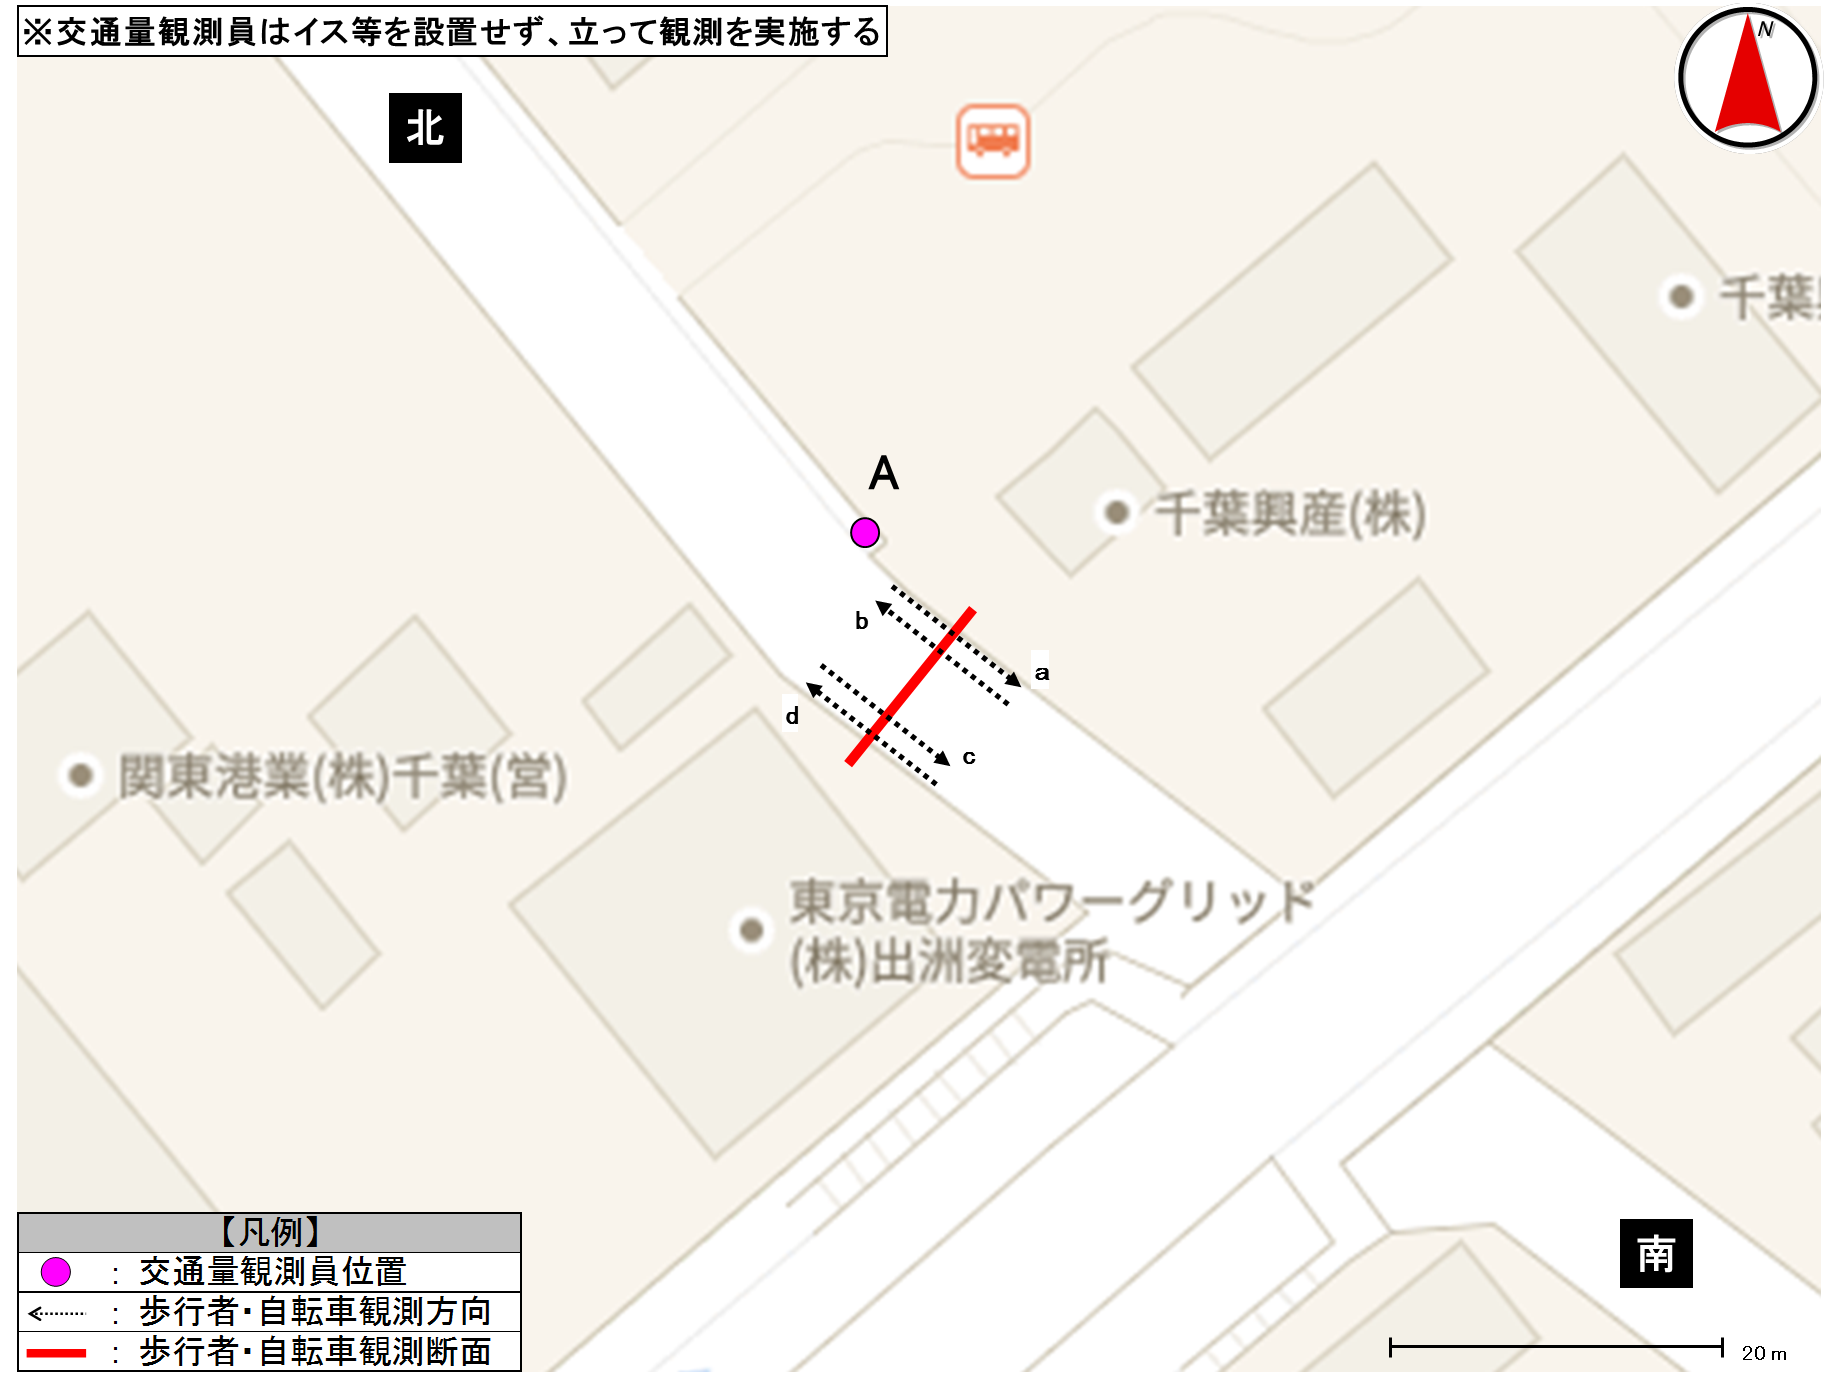 ※交通量観測員はイス等を設置せず、立って観測を実施する
N
北
千葉
A
千葉興産(株)
b
a
d
c
関東港業(株)千葉(営)
東京電力パワーグリッド
(株)出洲変電所
南
【凡例】
： 交通量観測員位置
： 歩行者・自転車観測方向
： 歩行者・自転車観測断面
20 m